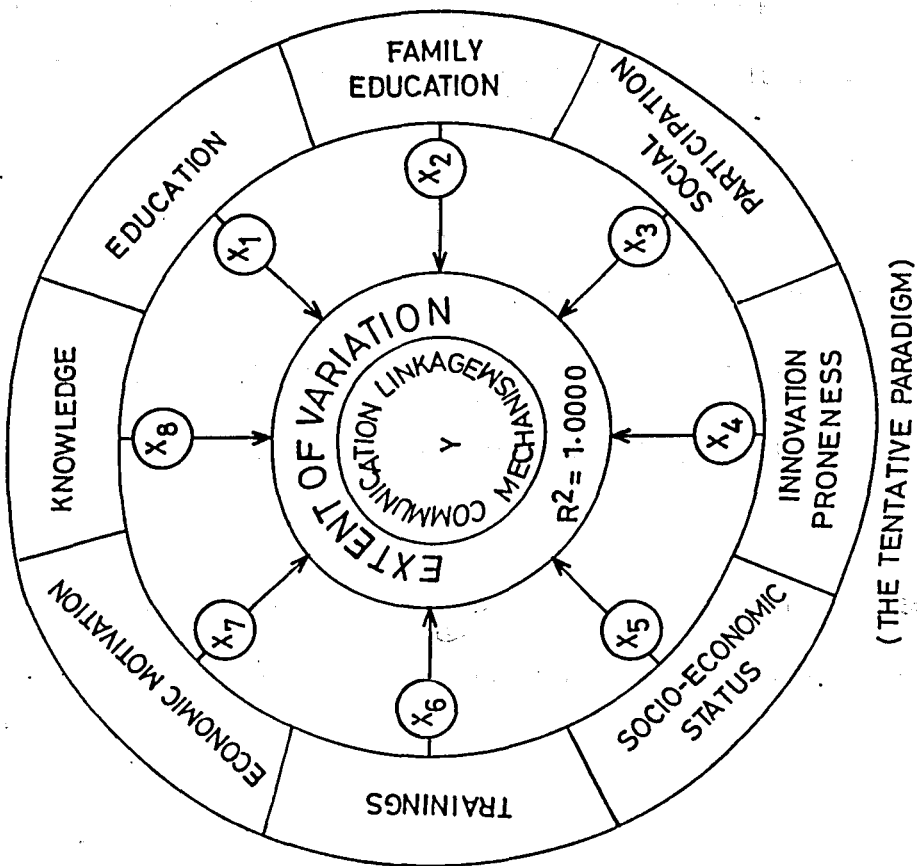 FAMILY
EDUCATION
SOCIAL
PARTICIPATION
INNOVATION
PRONENESS
SOCIO-ECONOMIC
STATUS
TRAININGS
ECONOMIC MOTIVATION
KNOWLEDGE
EDUCATION
X1
X2
X3
X4
X5
X6
X7
X8
EXTENT OF VARIATION
R² = 1.0000
COMMUNICATION LINKAGE
MECHANISMS
Y
(THE TENTATIVE PARADIGM)